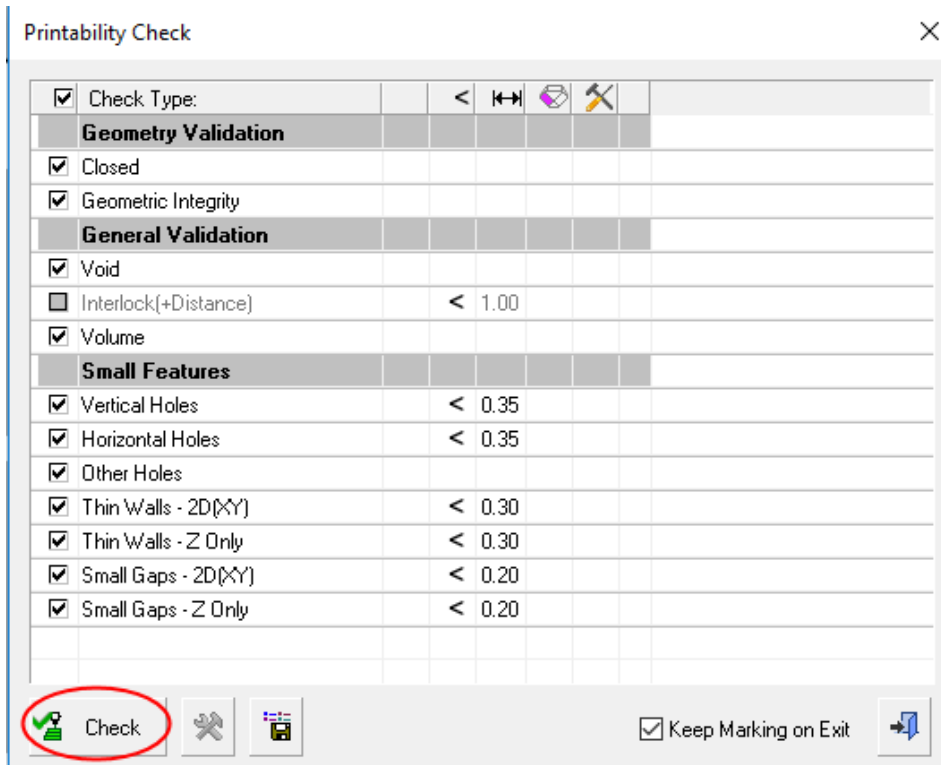 Printability Check
Check Type: <
Geometry Validation
Closed
Geometric Integrity
General Validation
Void
Interlock(+Distance) < 1.00
Volume
Small Features
Vertical Holes < 0.35
Horizontal Holes < 0.35
Other Holes
Thin Walls - 2D(XY) < 0.30
Thin Walls - Z Only < 0.30
Small Gaps - 2D(XY) < 0.20
Small Gaps - Z Only < 0.20
Check Keep Marking on Exit